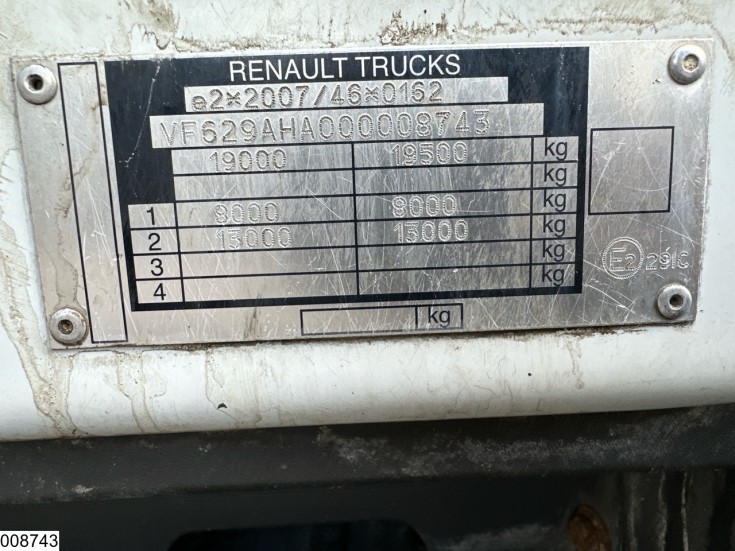 RENAULT TRUCKS
e2*2007/46*0162
VF629AHA000008743
19000 19500 kg
kg
1 8000 8000 kg
2 13000 13000 kg
3 kg
4 kg
kg
E2 291C
008743